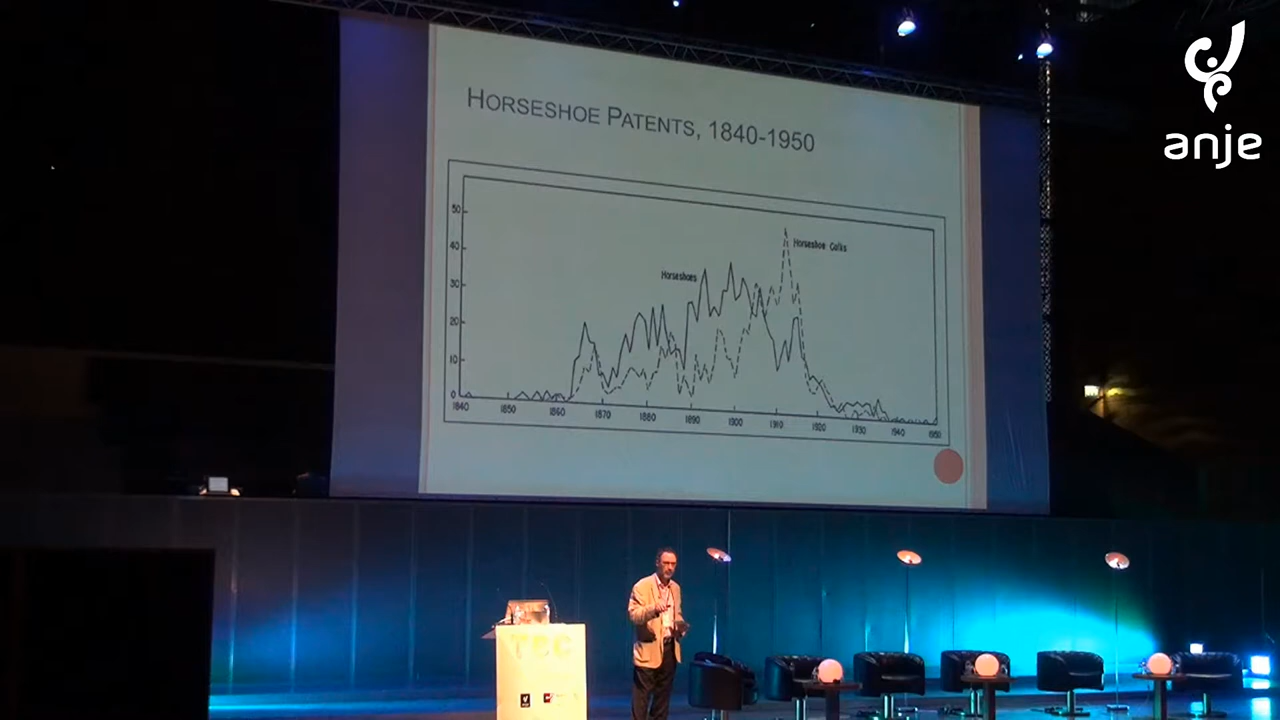 HORSESHOE PATENTS, 1840-1950
50
40
30
20
10
0
Horseshoes
Horseshoe Calks
1840 1850 1860 1870 1880 1890 1900 1910 1920 1930 1940 1950
anje